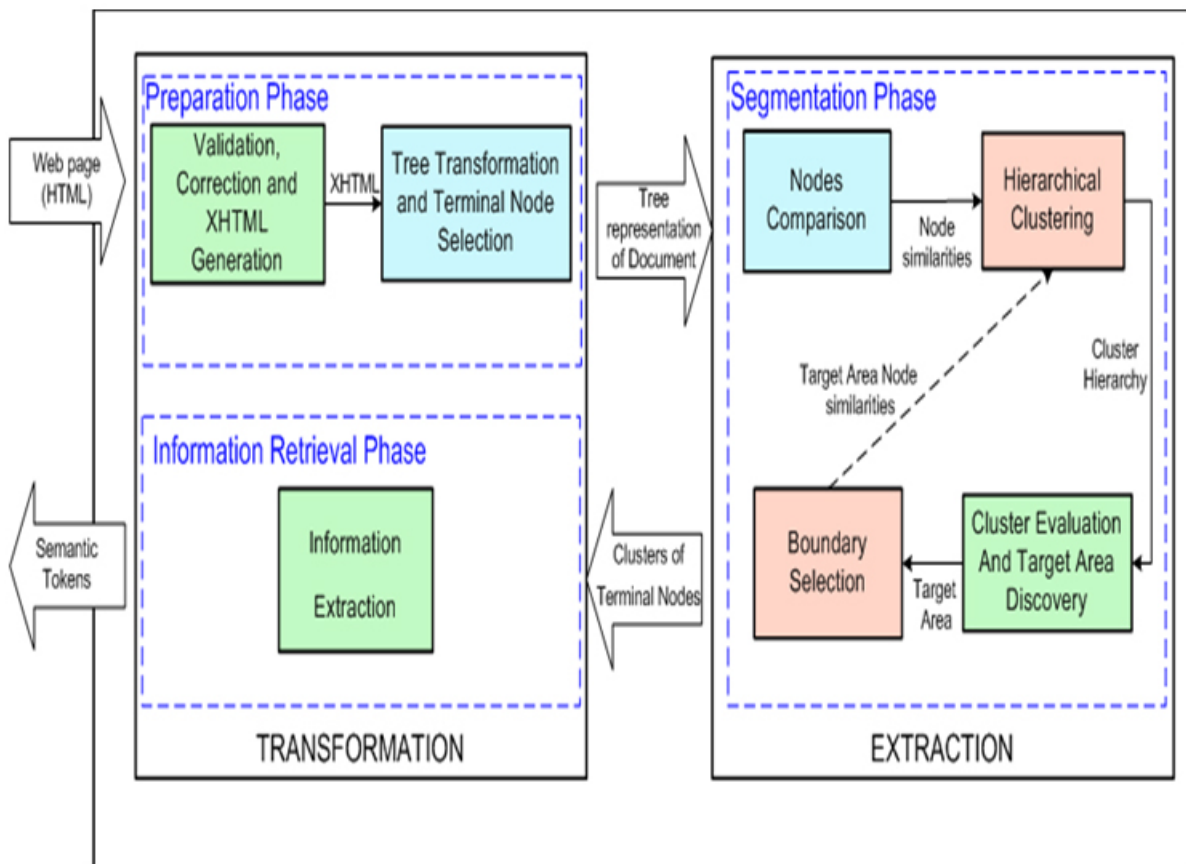 Preparation Phase
Web page
(HTML)
Validation,
Correction and
XHTML
Generation
XHTML
Tree Transformation
and Terminal Node
Selection
Tree
representation
of Document
Segmentation Phase
Nodes
Comparison
Node
similarities
Hierarchical
Clustering
Cluster
Hierarchy
Target Area Node
similarities
Cluster Evaluation
And Target Area
Discovery
Target
Area
Boundary
Selection
EXTRACTION
Clusters of
Terminal Nodes
Information Retrieval Phase
Information
Extraction
TRANSFORMATION
Semantic
Tokens